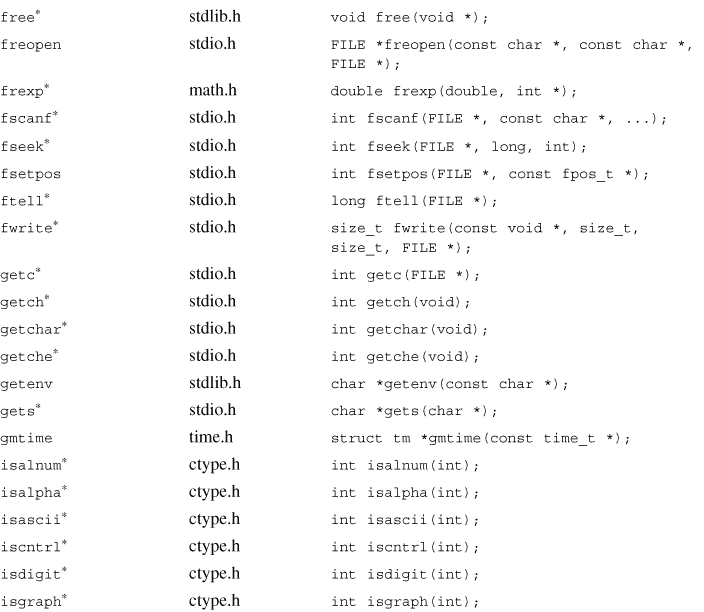 free* stdlib.h void free(void *);
freopen stdio.h FILE *freopen(const char *, const char *,
FILE *);
frexp* math.h double frexp(double, int *);
fscanf* stdio.h int fscanf(FILE *, const char *, ...);
fseek* stdio.h int fseek(FILE *, long, int);
fsetpos stdio.h int fsetpos(FILE *, const fpos_t *);
ftell* stdio.h long ftell(FILE *);
fwrite* stdio.h size_t fwrite(const void *, size_t,
size_t, FILE *);
getc* stdio.h int getc(FILE *);
getch* stdio.h int getch(void);
getchar* stdio.h int getchar(void);
getche* stdio.h int getche(void);
getenv stdlib.h char *getenv(const char *);
gets* stdio.h char *gets(char *);
gmtime time.h struct tm *gmtime(const time_t *);
isalnum* ctype.h int isalnum(int);
isalpha* ctype.h int isalpha(int);
isascii* ctype.h int isascii(int);
iscntrl* ctype.h int iscntrl(int);
isdigit* ctype.h int isdigit(int);
isgraph* ctype.h int isgraph(int);